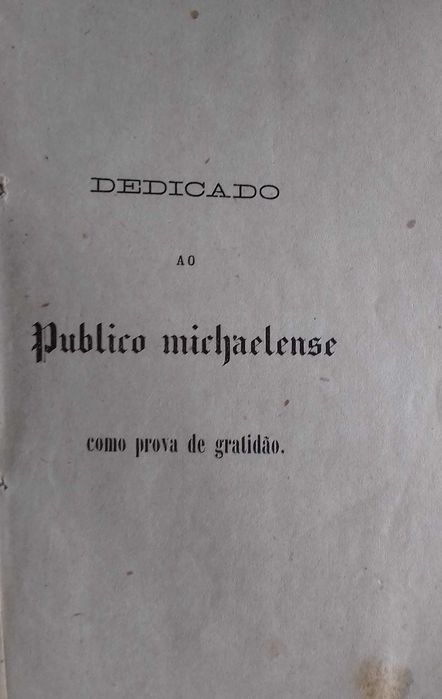 DEDICADO
AO
Publico michaelense
como prova de gratidão.